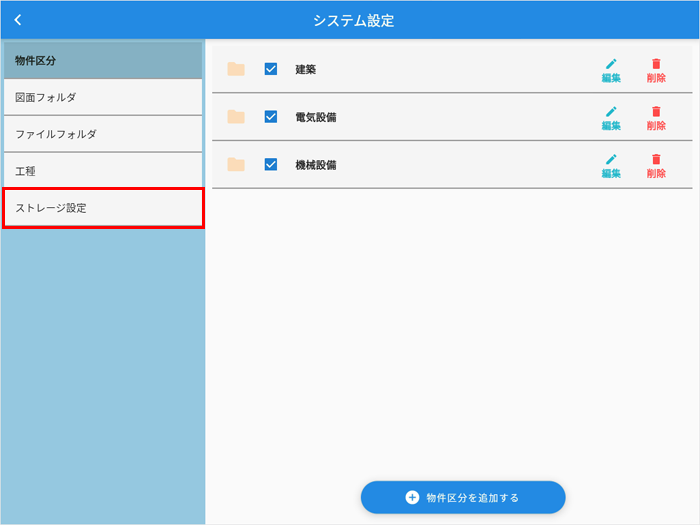 システム設定
物件区分
図面フォルダ
ファイルフォルダ
工種
ストレージ設定
建築
編集
削除
電気設備
編集
削除
機械設備
編集
削除
物件区分を追加する